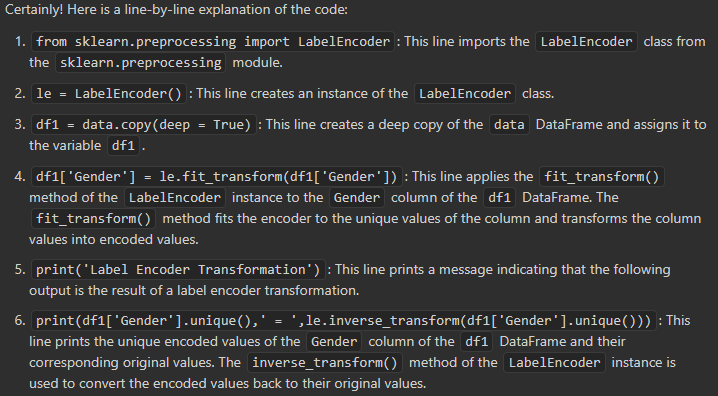 Certainly! Here is a line-by-line explanation of the code:
1. from sklearn.preprocessing import LabelEncoder : This line imports the LabelEncoder class from
the sklearn.preprocessing module.
2. le = LabelEncoder() : This line creates an instance of the LabelEncoder class.
3. df1 = data.copy(deep = True) : This line creates a deep copy of the data DataFrame and assigns it to
the variable df1 .
4. df1['Gender'] = le.fit_transform(df1['Gender']) : This line applies the fit_transform()
method of the LabelEncoder instance to the Gender column of the df1 DataFrame. The
fit_transform() method fits the encoder to the unique values of the column and transforms the column
values into encoded values.
5. print('Label Encoder Transformation') : This line prints a message indicating that the following
output is the result of a label encoder transformation.
6. print(df1['Gender'].unique(),' = ',le.inverse_transform(df1['Gender'].unique())) : This
line prints the unique encoded values of the Gender column of the df1 DataFrame and their
corresponding original values. The inverse_transform() method of the LabelEncoder instance is
used to convert the encoded values back to their original values.